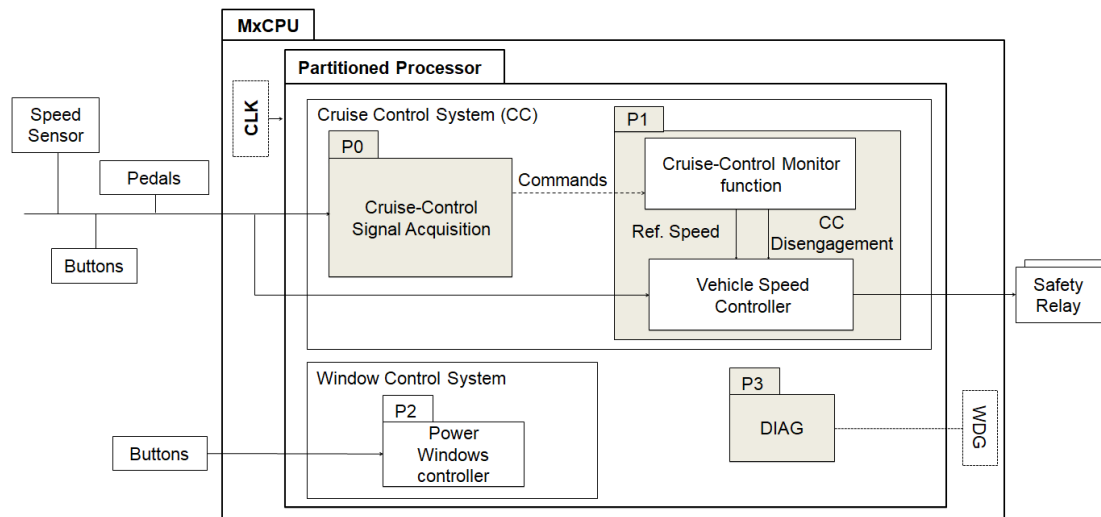 MxCPU
Partitioned Processor
CLK
Cruise Control System (CC)
Speed
Sensor
Pedals
Buttons
P0
Cruise-Control
Signal Acquisition
Commands
P1
Cruise-Control Monitor
function
Ref. Speed
CC
Disengagement
Vehicle Speed
Controller
Safety
Relay
Window Control System
P2
Power
Windows
controller
Buttons
P3
DIAG
WDG